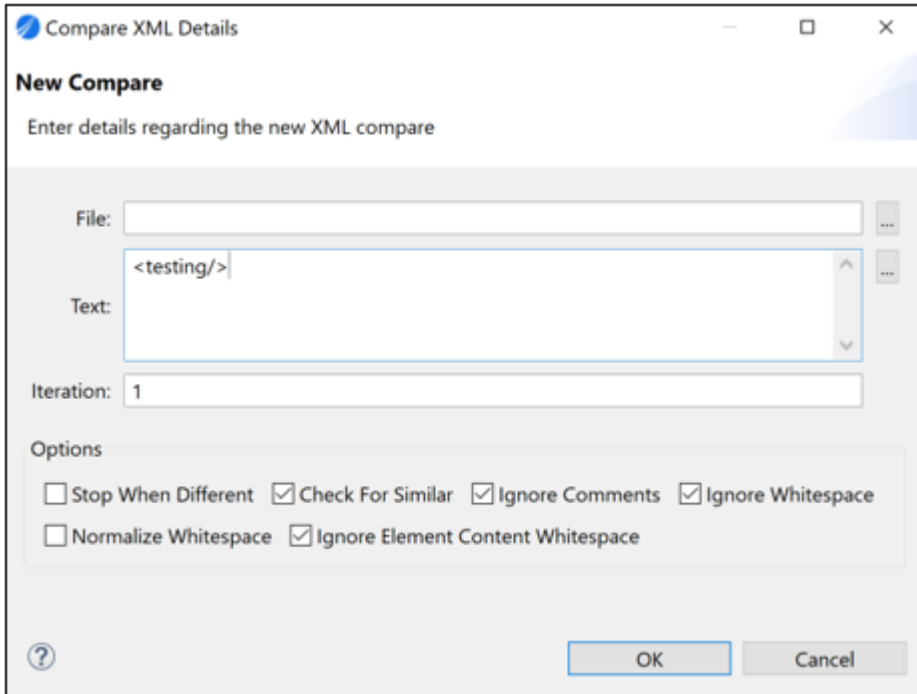 Compare XML Details
New Compare
Enter details regarding the new XML compare
File:
...
<testing/>
...
Text:
Iteration: 1
Options
Stop When Different Check For Similar Ignore Comments Ignore Whitespace
Normalize Whitespace Ignore Element Content Whitespace
?
OK Cancel